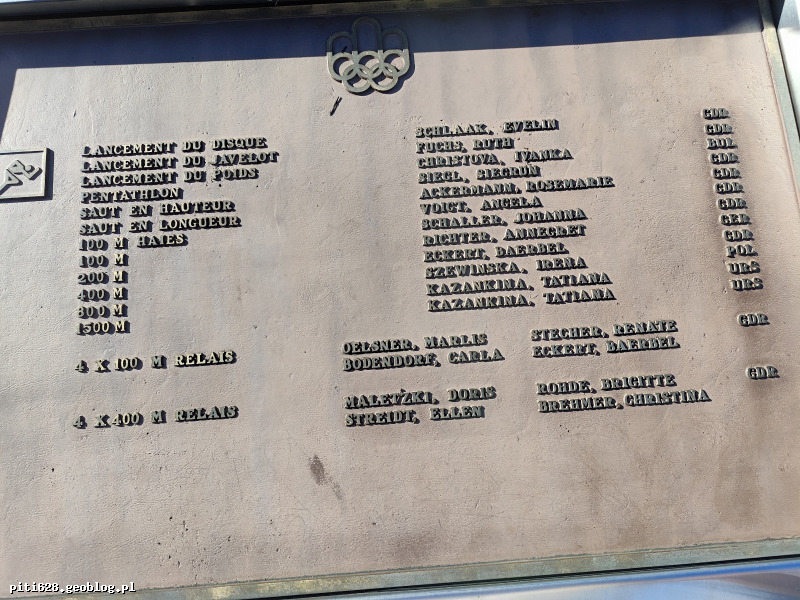 LANCEMENT DU DISQUE SCHLAAK, EVELIN GDR
LANCEMENT DU JAVELOT FUCHS, RUTH GDR
LANCEMENT DU POIDS CHRISTOVA, IVANKA BUL
PENTATHLON SIEGL, SIEGRUN GDR
SAUT EN HAUTEUR ACKERMANN, ROSEMARIE GDR
SAUT EN LONGUEUR VOIGT, ANGELA GDR
100 M HAIES SCHALLER, JOHANNA GDR
100 M RICHTER, ANNEGRET GER
200 M ECKERT, BAERBEL GDR
400 M SZEWINSKA, IRENA POL
800 M KAZANKINA, TATIANA URS
1500 M KAZANKINA, TATIANA URS
4 X 100 M RELAIS OELSNER, MARLIS STECHER, RENATE GDR
BODENDORF, CARLA ECKERT, BAERBEL
4 X 400 M RELAIS MALETZKI, DORIS ROHDE, BRIGITTE GDR
STREIDT, ELLEN BREHMER, CHRISTINA
piti628.geoblog.pl